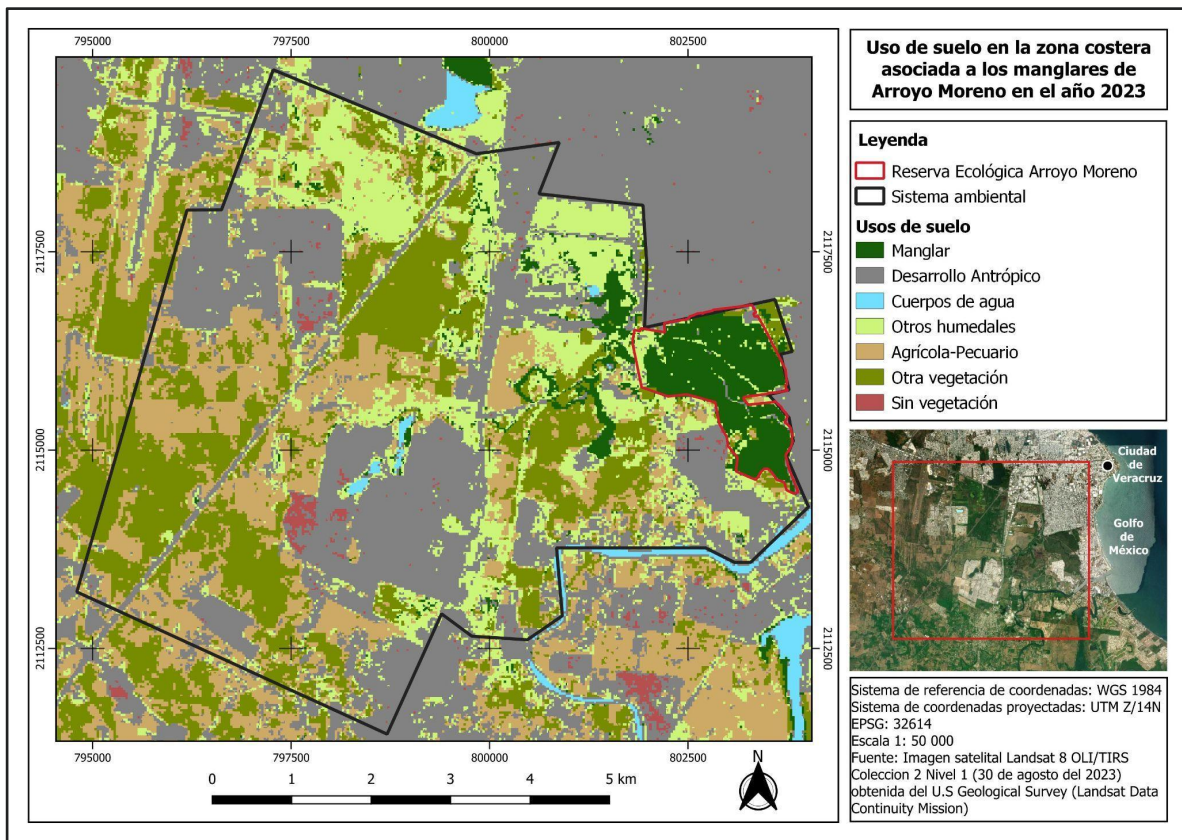 795000
797500
800000
802500
2117500
2115000
2112500
2117500
2115000
2112500
795000
797500
800000
802500
0
1
2
3
4
5 km
N
Uso de suelo en la zona costera
asociada a los manglares de
Arroyo Moreno en el año 2023
Leyenda
Reserva Ecológica Arroyo Moreno
Sistema ambiental
Usos de suelo
Manglar
Desarrollo Antrópico
Cuerpos de agua
Otros humedales
Agrícola-Pecuario
Otra vegetación
Sin vegetación
Ciudad
de
Veracruz
Golfo
de
México
Sistema de referencia de coordenadas: WGS 1984
Sistema de coordenadas proyectadas: UTM Z/14N
EPSG: 32614
Escala 1: 50 000
Fuente: Imagen satelital Landsat 8 OLI/TIRS
Coleccion 2 Nivel 1 (30 de agosto del 2023)
obtenida del U.S Geological Survey (Landsat Data
Continuity Mission)